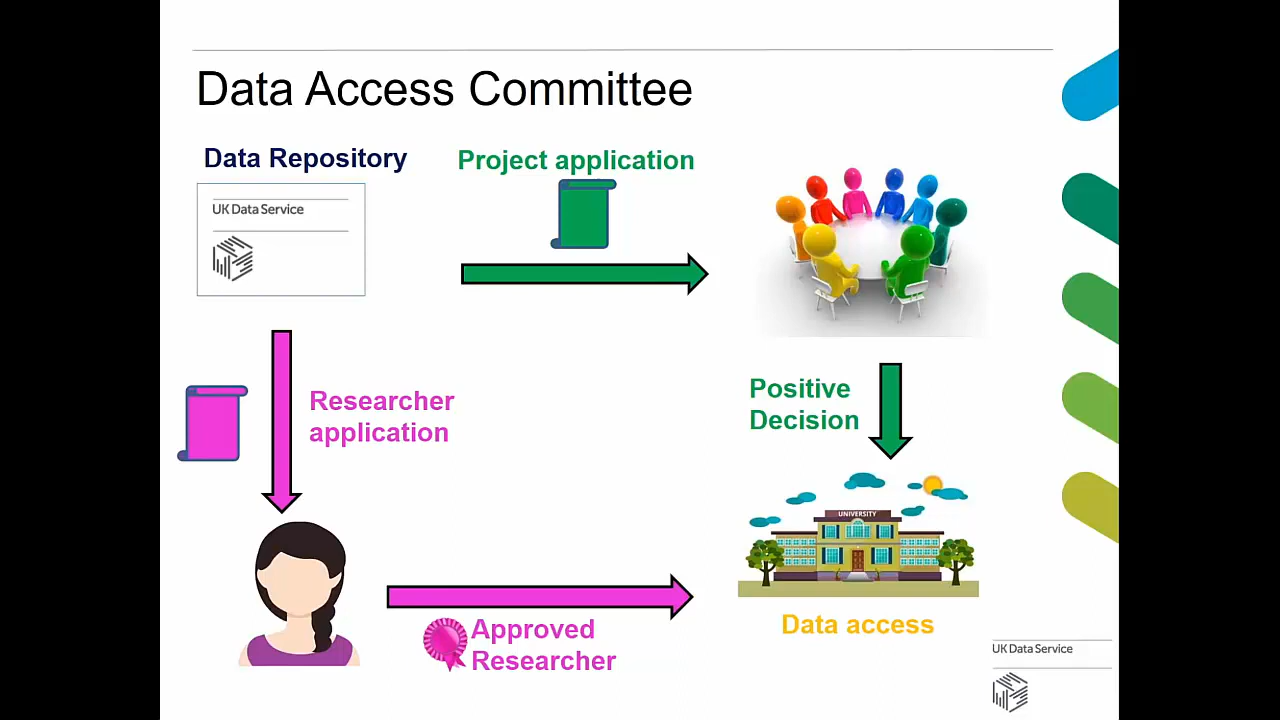 Data Access Committee
Data Repository
Project application
UK Data Service
Researcher
application
Positive
Decision
UNIVERSITY
Approved
Researcher
Data access
UK Data Service